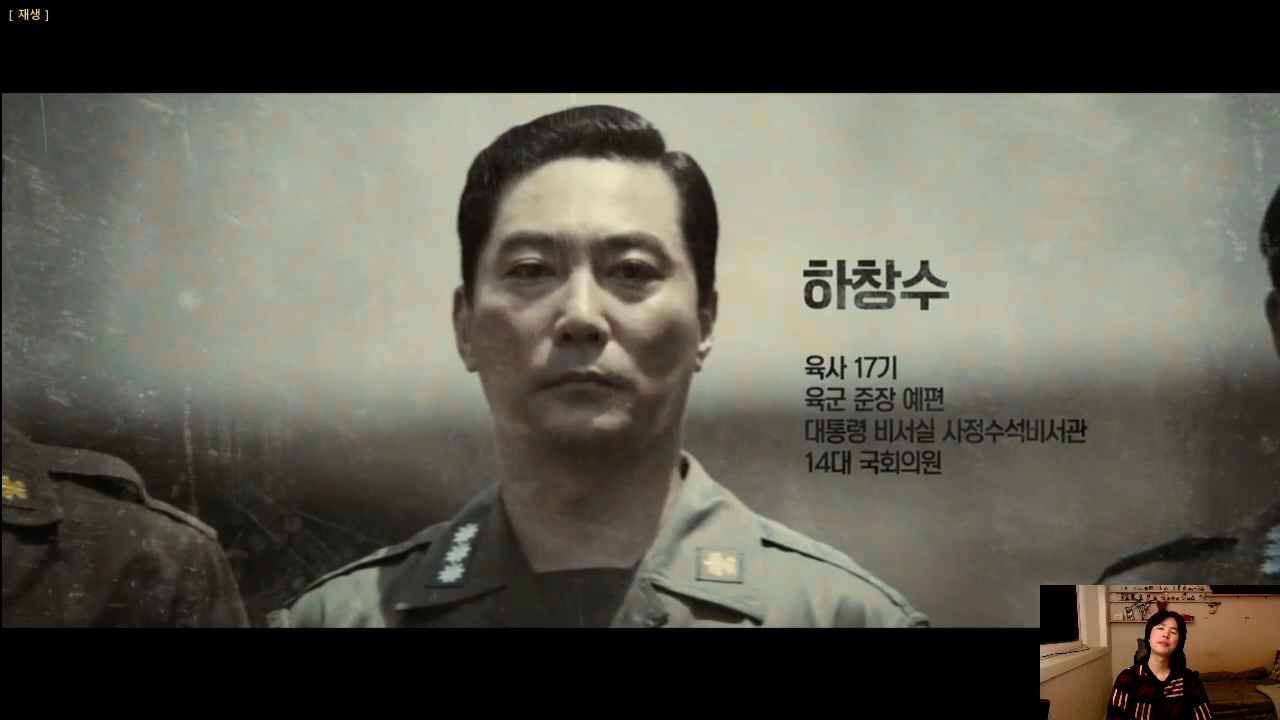 [ 재생 ]
하창수
육사 17기
육군 준장 예편
대통령 비서실 사정수석비서관
14대 국회의원